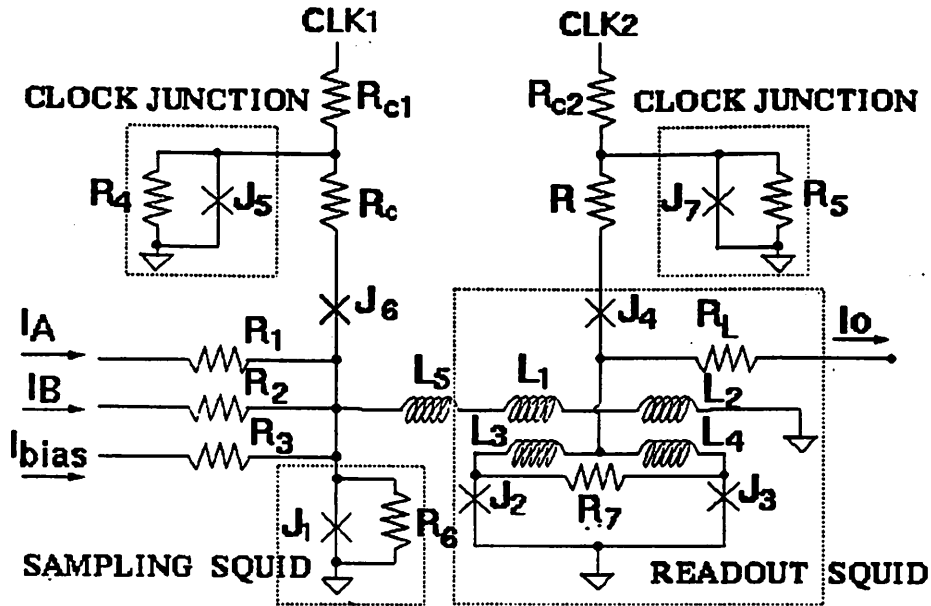 CLK1 CLK2
CLOCK JUNCTION Rc1 Rc2 CLOCK JUNCTION
R4 J5 Rc R J7 R5
J6 J4 RL Io
IA R1
IB R2 L5 L1 L2
Ibias R3 L3 L4
J1 R6 J2 R7 J3
SAMPLING SQUID READOUT SQUID